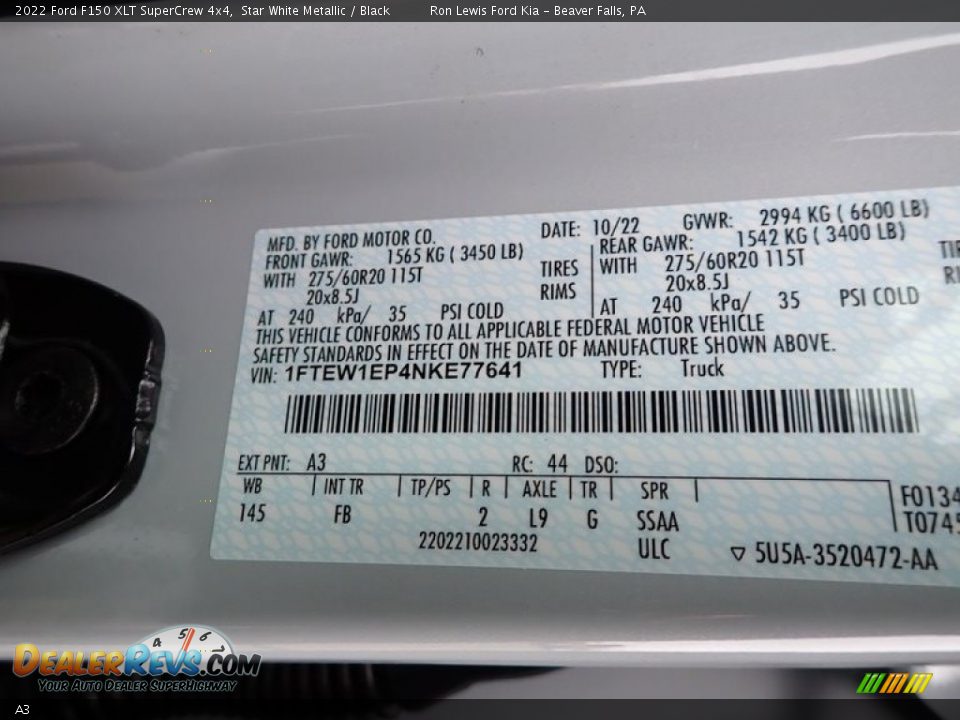 2022 Ford F150 XLT SuperCrew 4x4, Star White Metallic / Black Ron Lewis Ford Kia - Beaver Falls, PA
MFD. BY FORD MOTOR CO. DATE: 10/22 GVWR: 2994 KG ( 6600 LB)
FRONT GAWR: 1565 KG ( 3450 LB) REAR GAWR: 1542 KG ( 3400 LB)
WITH 275/60R20 115T TIRES WITH 275/60R20 115T
20x8.5J RIMS 20x8.5J
AT 240 kPa/ 35 PSI COLD AT 240 kPa/ 35 PSI COLD
THIS VEHICLE CONFORMS TO ALL APPLICABLE FEDERAL MOTOR VEHICLE
SAFETY STANDARDS IN EFFECT ON THE DATE OF MANUFACTURE SHOWN ABOVE.
VIN: 1FTEW1EP4NKE77641 TYPE: Truck
EXT PNT: A3 RC: 44 DSO:
WB INT TR TP/PS R AXLE TR SPR
145 FB 2 L9 G SSAA
F0134
T0745
2202210023332 ULC 5U5A-3520472-AA
4 5 6 7
DealerRevs.com
Your Auto Dealer SuperHighway
A3